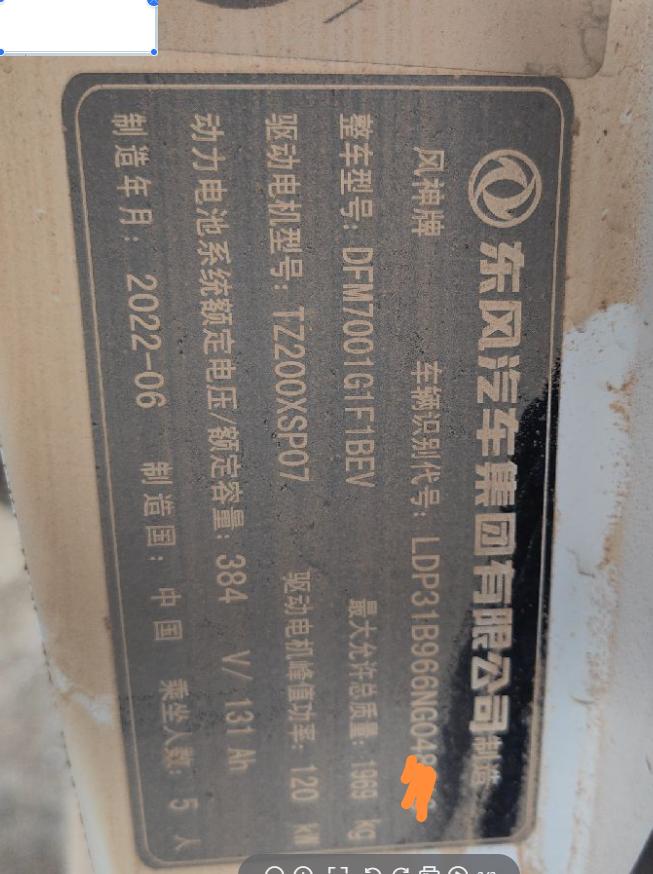 东风汽车集团有限公司制造
风神牌 车辆识别代号: LDP31B966NG048
整车型号: DFM7001G1F1BEV 最大允许总质量: 1969 kg
驱动电机型号: TZ200XSP07 驱动电机峰值功率: 120 kW
动力电池系统额定电压/额定容量: 384 V/ 131 Ah
制造年月: 2022-06 制造国: 中国 乘坐人数: 5 人